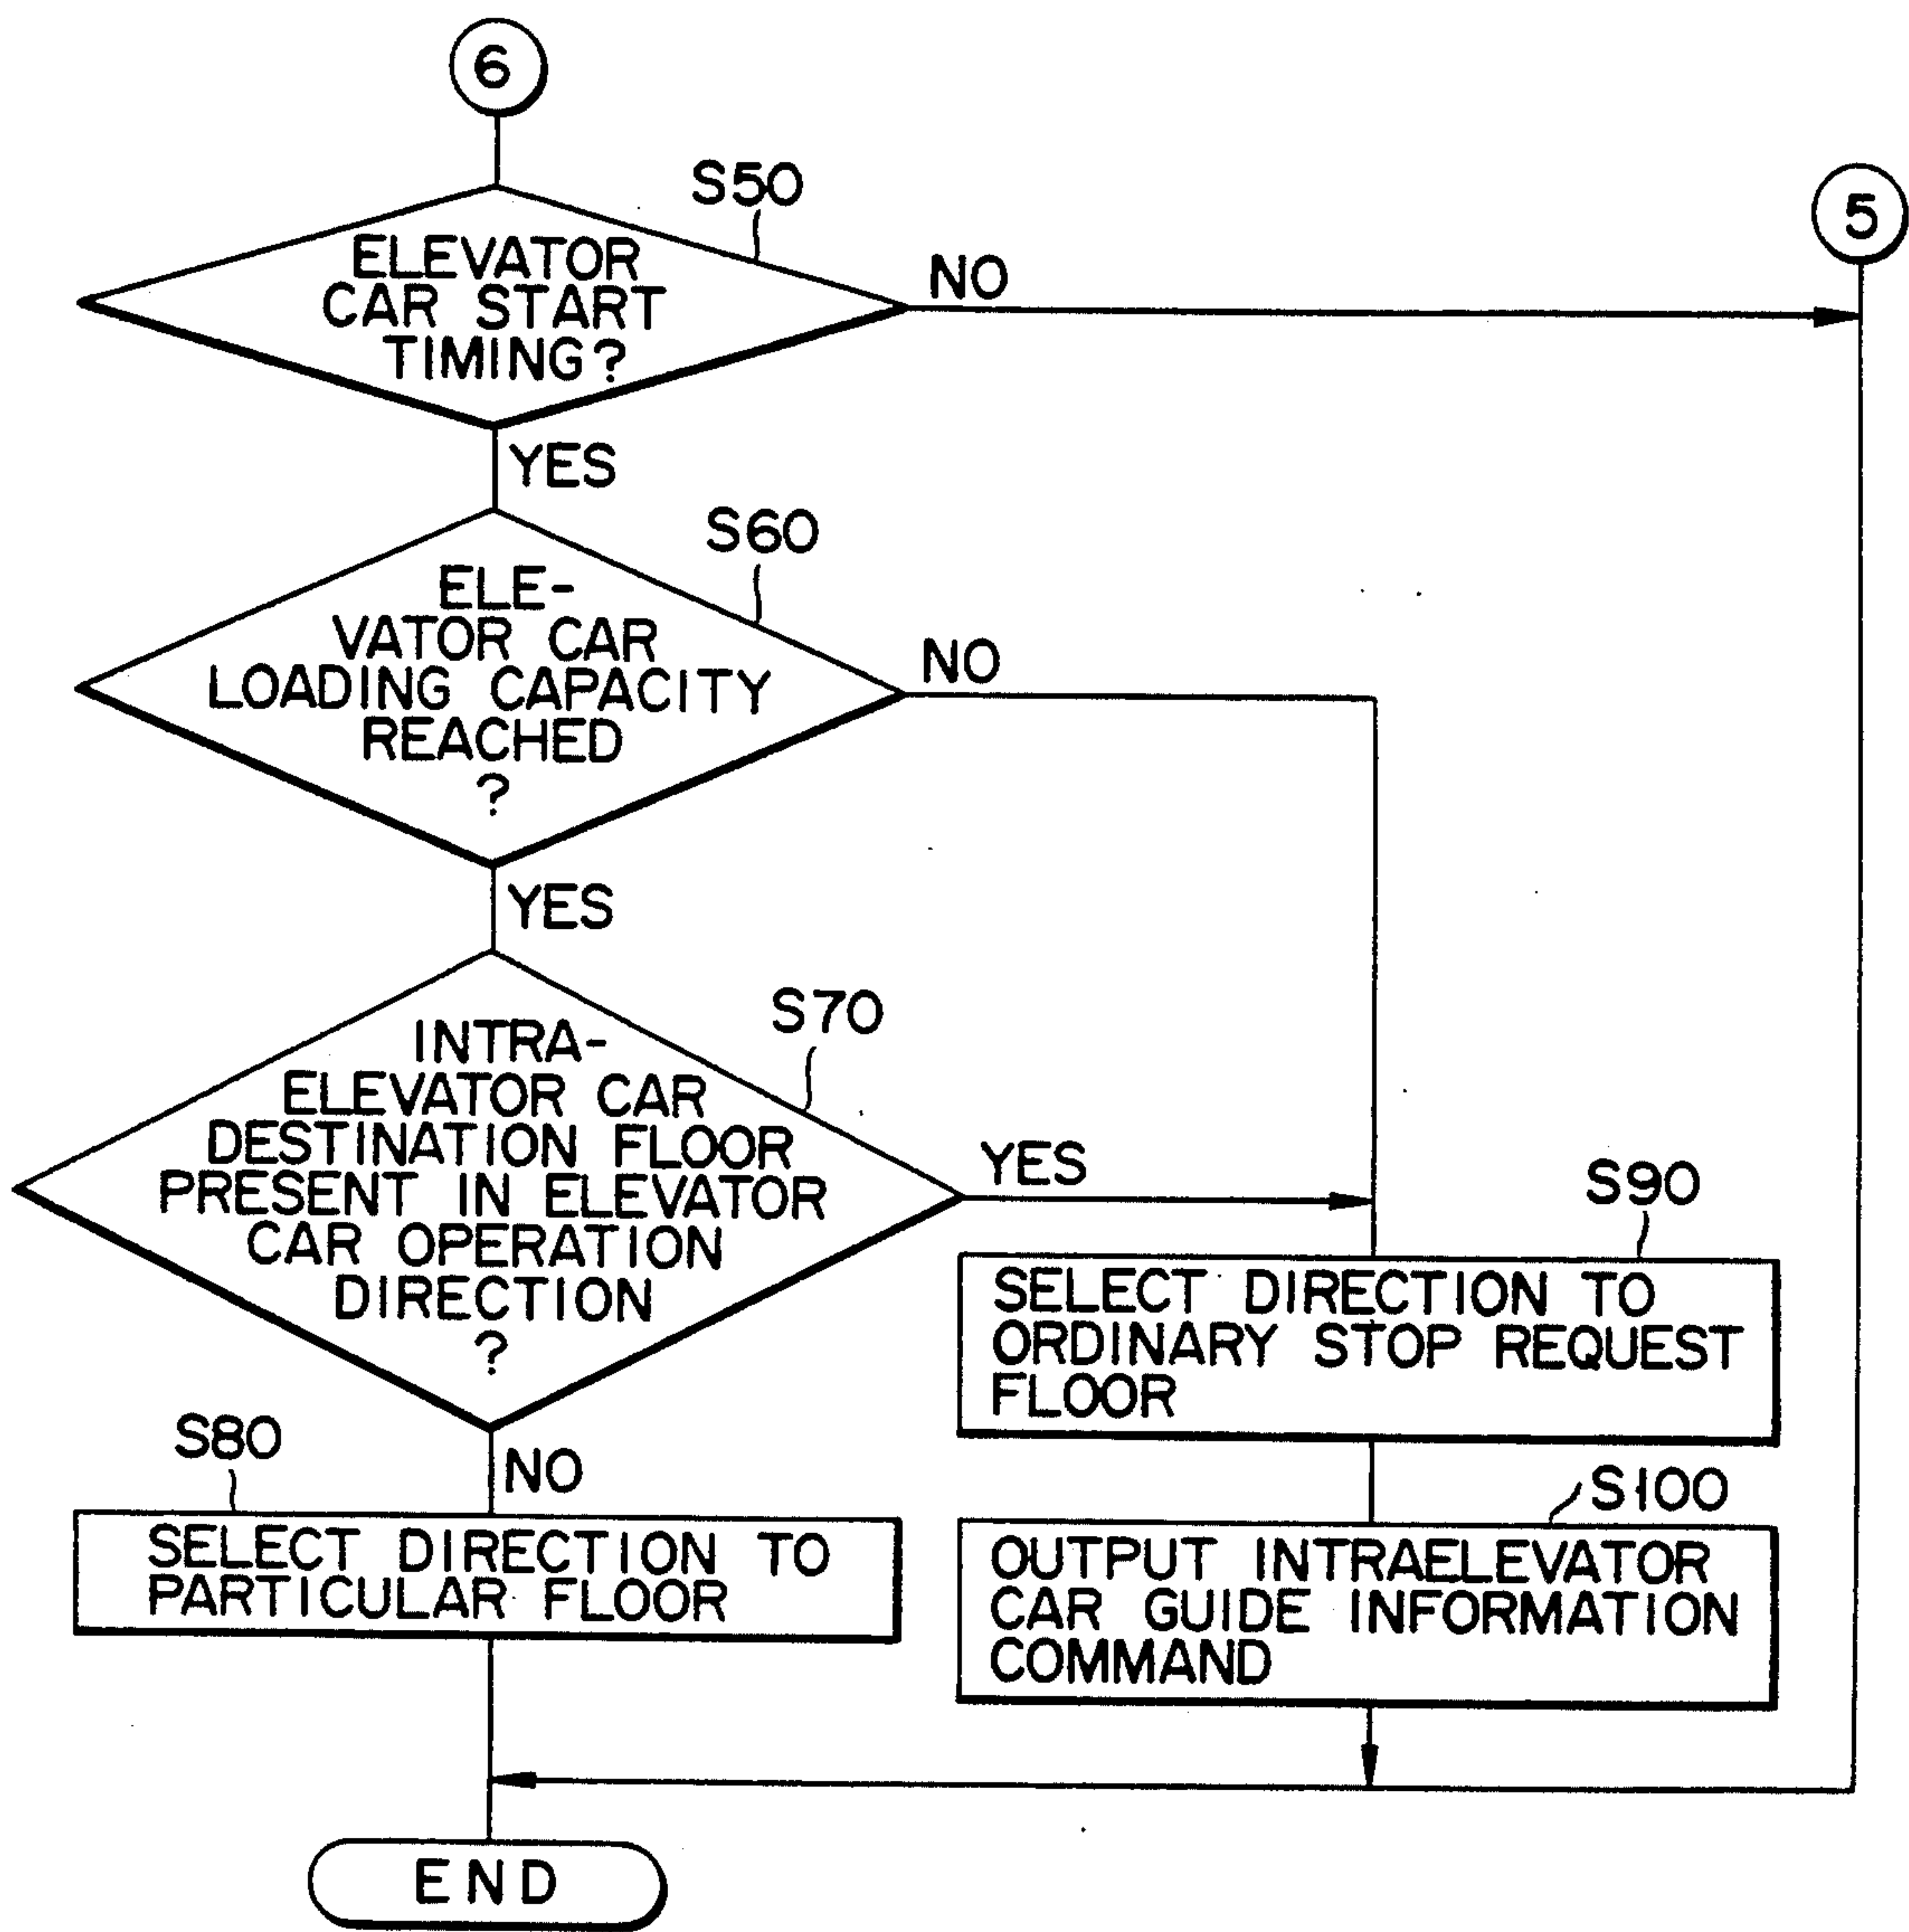 6
S50
5
ELEVATOR
CAR START
TIMING?
NO
YES
S60
ELE-
VATOR CAR
LOADING CAPACITY
REACHED
?
NO
YES
S70
INTRA-
ELEVATOR CAR
DESTINATION FLOOR
PRESENT IN ELEVATOR
CAR OPERATION
DIRECTION
?
YES
S90
SELECT DIRECTION TO
ORDINARY STOP REQUEST
FLOOR
S80
NO
S100
SELECT DIRECTION TO
PARTICULAR FLOOR
OUTPUT INTRAELEVATOR
CAR GUIDE INFORMATION
COMMAND
END